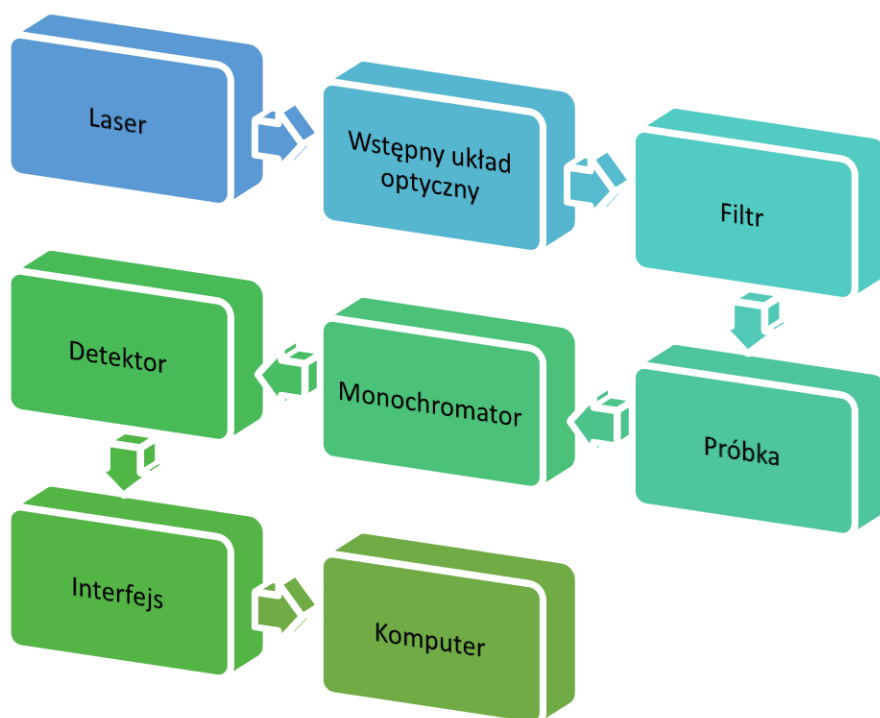 Laser
Wstępny układ
optyczny
Filtr
Detektor
Monochromator
Próbka
Interfejs
Komputer